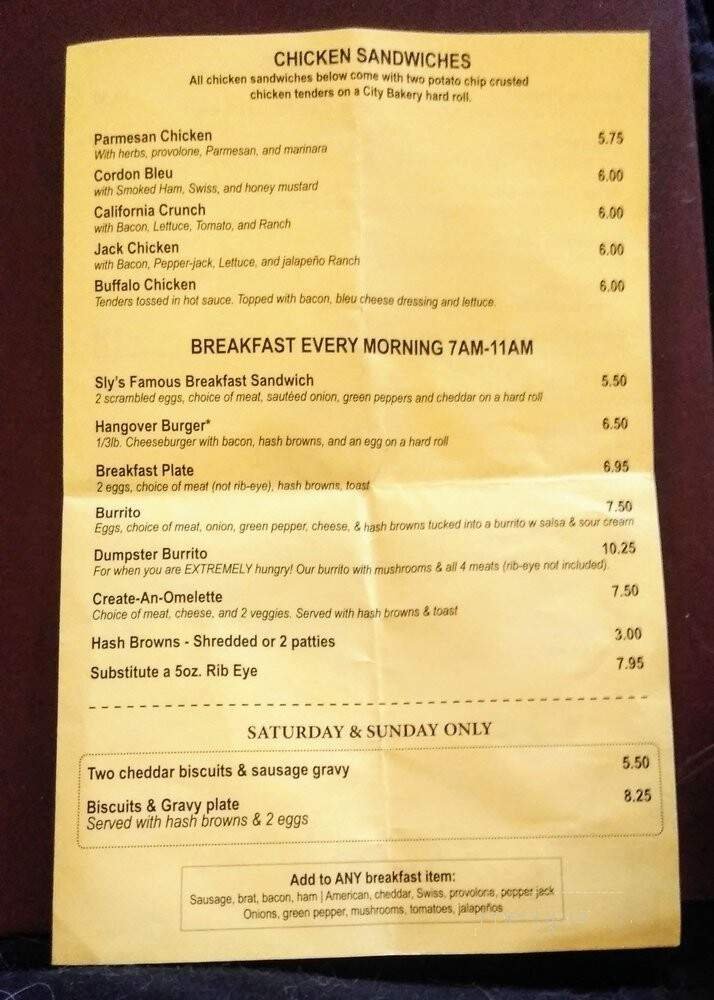 CHICKEN SANDWICHES
All chicken sandwiches below come with two potato chip crusted
chicken tenders on a City Bakery hard roll.
Parmesan Chicken 5.75
With herbs, provolone, Parmesan, and marinara
Cordon Bleu 6.00
with Smoked Ham, Swiss, and honey mustard
California Crunch 6.00
with Bacon, Lettuce, Tomato, and Ranch
Jack Chicken 6.00
with Bacon, Pepper-jack, Lettuce, and jalapeño Ranch
Buffalo Chicken 6.00
Tenders tossed in hot sauce. Topped with bacon, bleu cheese dressing and lettuce.
BREAKFAST EVERY MORNING 7AM-11AM
Sly's Famous Breakfast Sandwich 5.50
2 scrambled eggs, choice of meat, sautéed onion, green peppers and cheddar on a hard roll
Hangover Burger* 6.50
1/3lb. Cheeseburger with bacon, hash browns, and an egg on a hard roll
Breakfast Plate 6.95
2 eggs, choice of meat (not rib-eye), hash browns, toast
Burrito 7.50
Eggs, choice of meat, onion, green pepper, cheese, & hash browns tucked into a burrito w salsa & sour cream
Dumpster Burrito 10.25
For when you are EXTREMELY hungry! Our burrito with mushrooms & all 4 meats (rib-eye not included).
Create-An-Omelette 7.50
Choice of meat, cheese, and 2 veggies. Served with hash browns & toast
Hash Browns - Shredded or 2 patties 3.00
Substitute a 5oz. Rib Eye 7.95
SATURDAY & SUNDAY ONLY
Two cheddar biscuits & sausage gravy 5.50
Biscuits & Gravy plate 8.25
Served with hash browns & 2 eggs
Add to ANY breakfast item:
Sausage, brat, bacon, ham | American, cheddar, Swiss, provolone, pepper jack
Onions, green pepper, mushrooms, tomatoes, jalapeños